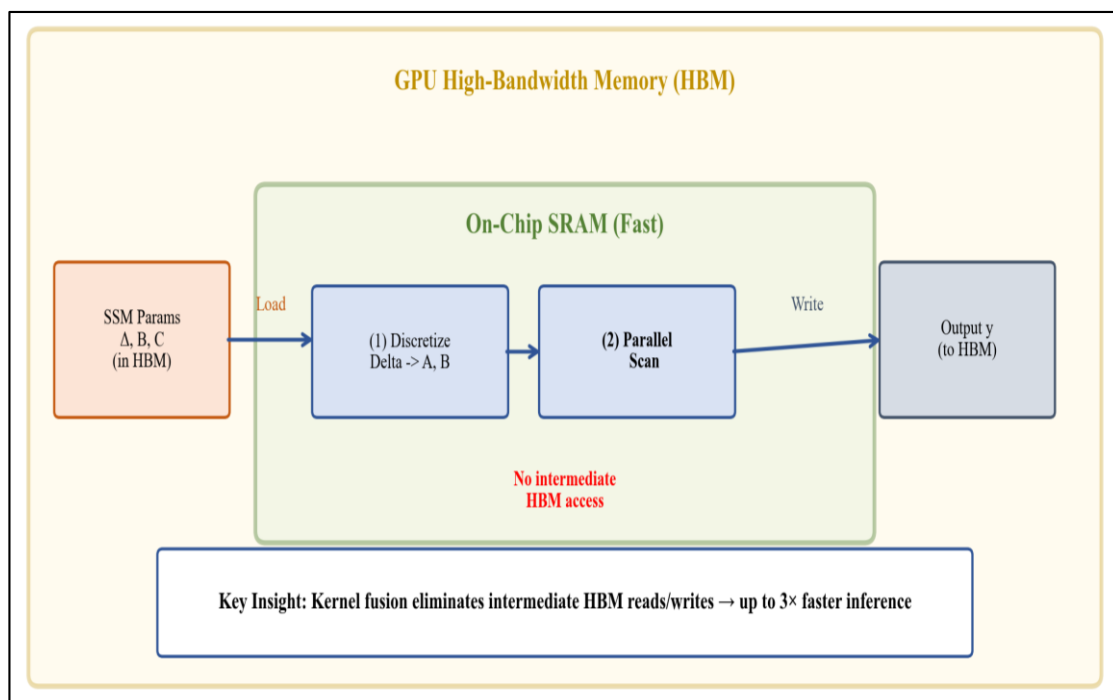 GPU High-Bandwidth Memory (HBM)
On-Chip SRAM (Fast)
SSM Params
Δ, B, C
(in HBM)
Load
(1) Discretize
Delta -> A, B
(2) Parallel
Scan
Write
Output y
(to HBM)
No intermediate
HBM access
Key Insight: Kernel fusion eliminates intermediate HBM reads/writes → up to 3× faster inference